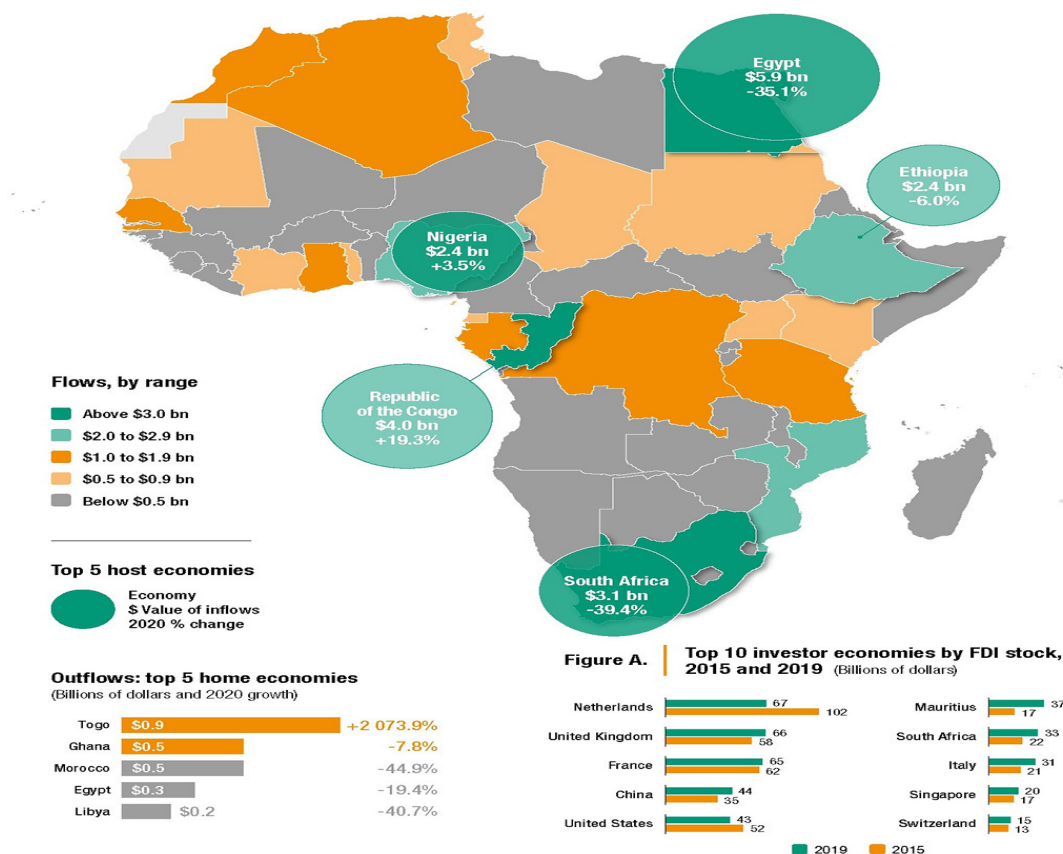 Egypt
$5.9 bn
-35.1%
Ethiopia
$2.4 bn
-6.0%
Nigeria
$2.4 bn
+3.5%
Republic
of the Congo
$4.0 bn
+19.3%
South Africa
$3.1 bn
-39.4%
Flows, by range
Above $3.0 bn
$2.0 to $2.9 bn
$1.0 to $1.9 bn
$0.5 to $0.9 bn
Below $0.5 bn
Top 5 host economies
Economy
$ Value of inflows
2020 % change
Outflows: top 5 home economies
(Billions of dollars and 2020 growth)
Togo $0.9 +2 073.9%
Ghana $0.5 -7.8%
Morocco $0.5 -44.9%
Egypt $0.3 -19.4%
Libya $0.2 -40.7%
Figure A. Top 10 investor economies by FDI stock,
2015 and 2019 (Billions of dollars)
Netherlands 67
102
United Kingdom 66
58
France 65
62
China 44
35
United States 43
52
Mauritius 37
17
South Africa 33
22
Italy 31
21
Singapore 20
17
Switzerland 15
13
2019 2015